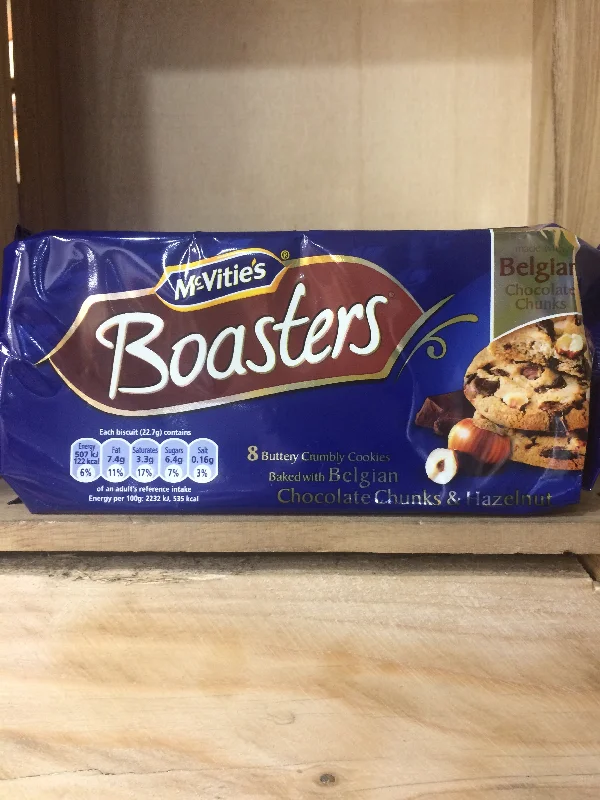 McVitie's®
Boasters
Belgian
Chocolate
Chunks
Each biscuit (22.7g) contains
Energy
507 kJ
122 kcal
6%
Fat
7.4g
11%
Saturates
3.3g
17%
Sugars
6.4g
7%
Salt
0.16g
3%
of an adult's reference intake
Energy per 100g: 2232 kJ, 535 kcal
8 Buttery Crumbly Cookies
Baked with Belgian
Chocolate Chunks & Hazelnut